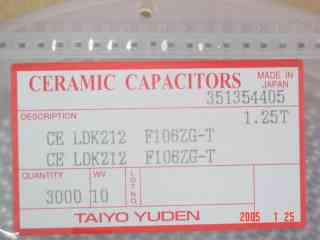 CERAMIC CAPACITORS MADE IN JAPAN
351354405
DESCRIPTION 1.25T
CE LDK212 F106ZG-T
CE LDK212 F106ZG-T
QUANTITY WV LOT NO.
3000 10
TAIYO YUDEN
2005 1.25